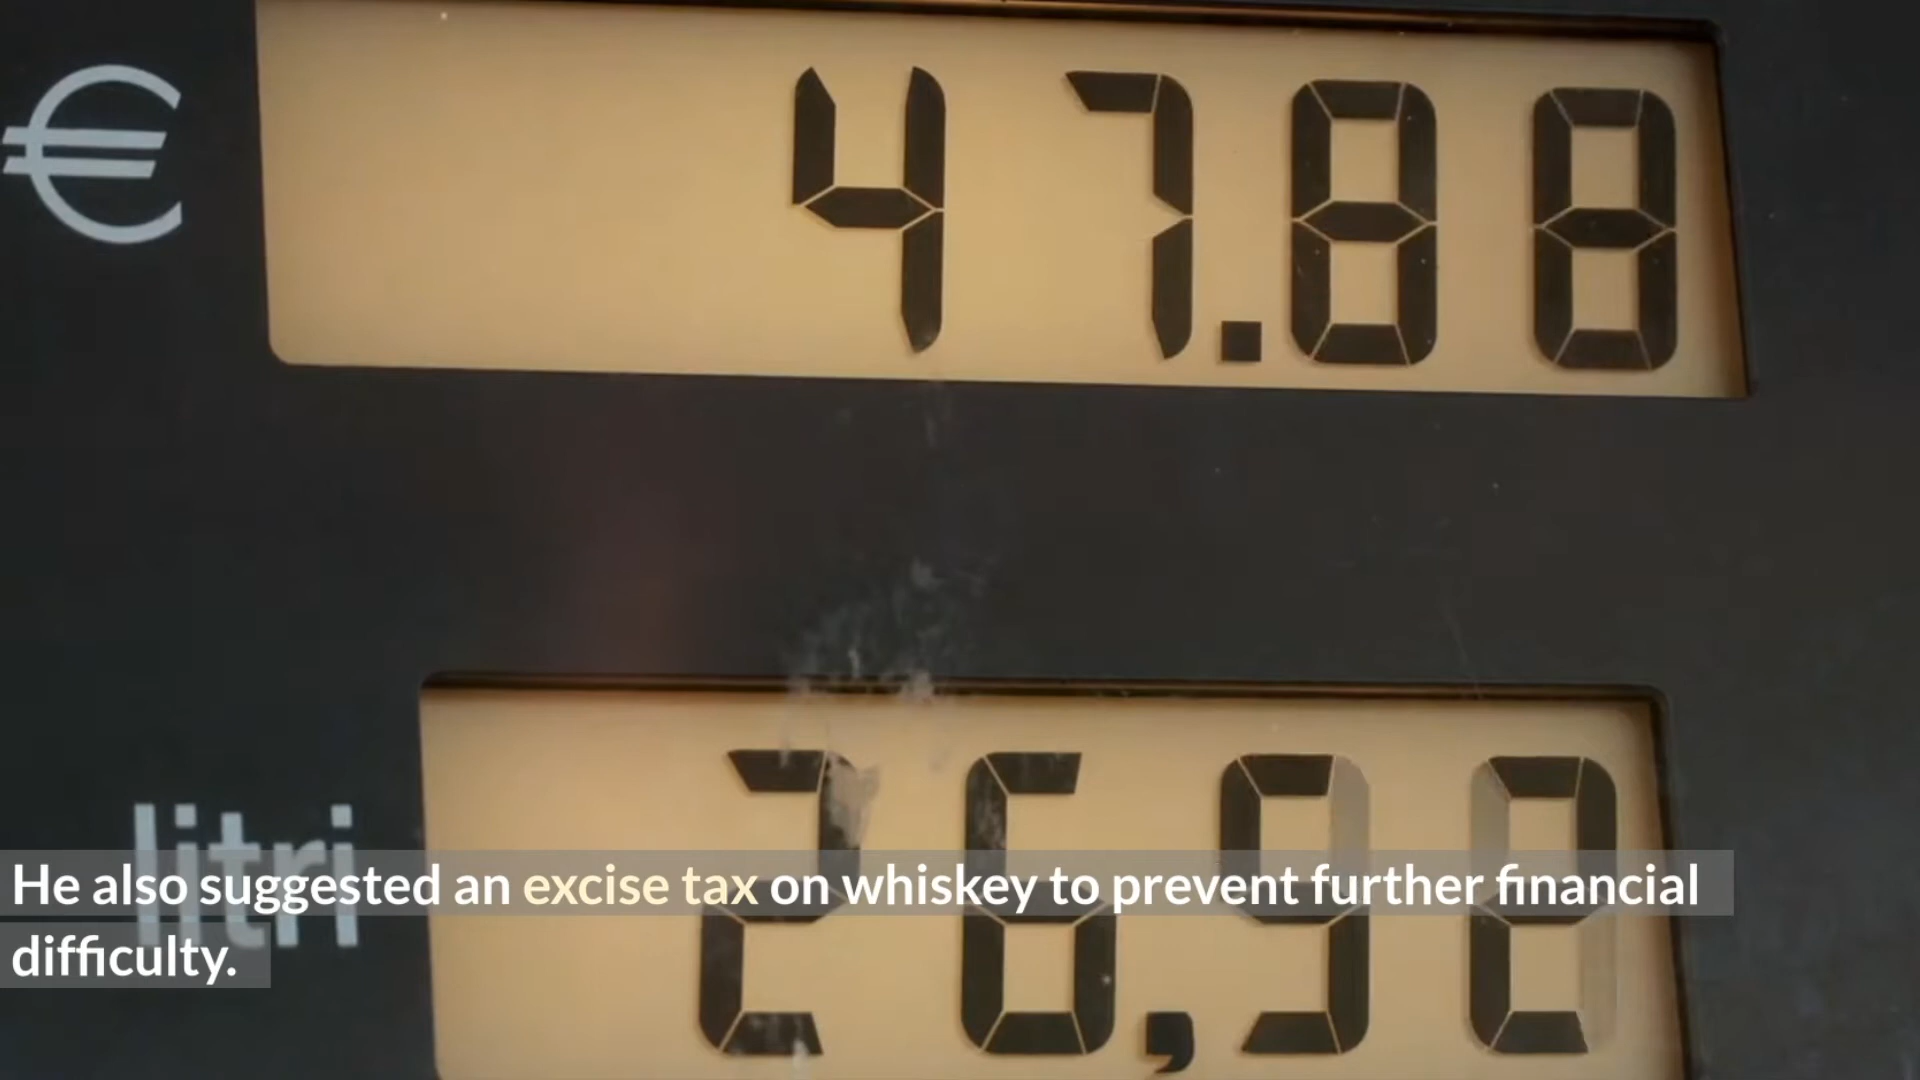 € 47.88
litri 26,98
He also suggested an excise tax on whiskey to prevent further financial
difficulty.